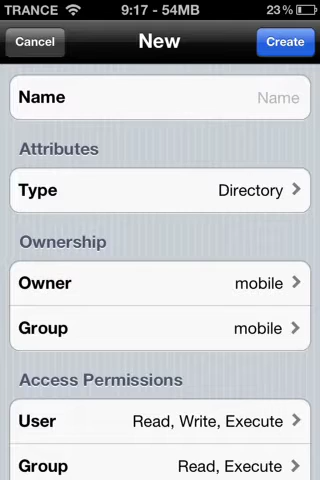 TRANCE 9:17 - 54MB 23%
Cancel New Create
Name Name
Attributes
Type Directory
Ownership
Owner mobile
Group mobile
Access Permissions
User Read, Write, Execute
Group Read, Execute